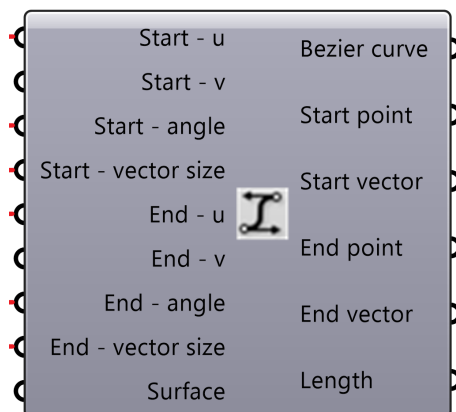 Start - u
Start - v
Start - angle
Start - vector size
End - u
End - v
End - angle
End - vector size
Surface
Bezier curve
Start point
Start vector
End point
End vector
Length